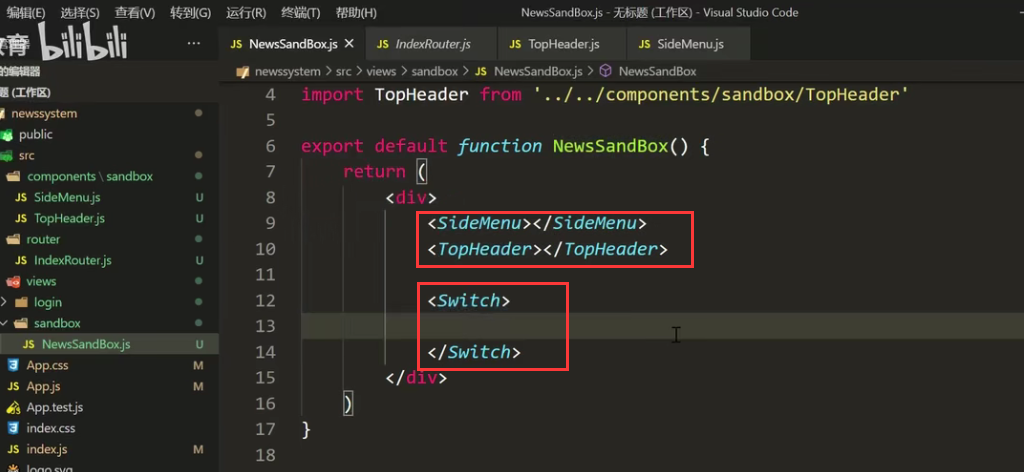 编辑(E) 选择(S) 查看(V) 转到(G) 运行(R) 终端(T) 帮助(H) NewsSandBox.js - 无标题 (工作区) - Visual Studio Code
教育 bilibili ··· JS NewsSandBox.js × JS IndexRouter.js JS TopHeader.js JS SideMenu.js
的编辑器 newssystem > src > views > sandbox > JS NewsSandBox.js > NewsSandBox
题 (工作区)
newssystem
public
src
components \ sandbox
JS SideMenu.js U
JS TopHeader.js U
router
JS IndexRouter.js U
views
login
sandbox
JS NewsSandBox.js U
App.css M
JS App.js M
App.test.js
index.css
JS index.js M
logo.svg
4 import TopHeader from '../../components/sandbox/TopHeader'
5
6 export default function NewsSandBox() {
7 return (
8 <div>
9 <SideMenu></SideMenu>
10 <TopHeader></TopHeader>
11
12 <Switch>
13
14 </Switch>
15 </div>
16 )
17 }
18